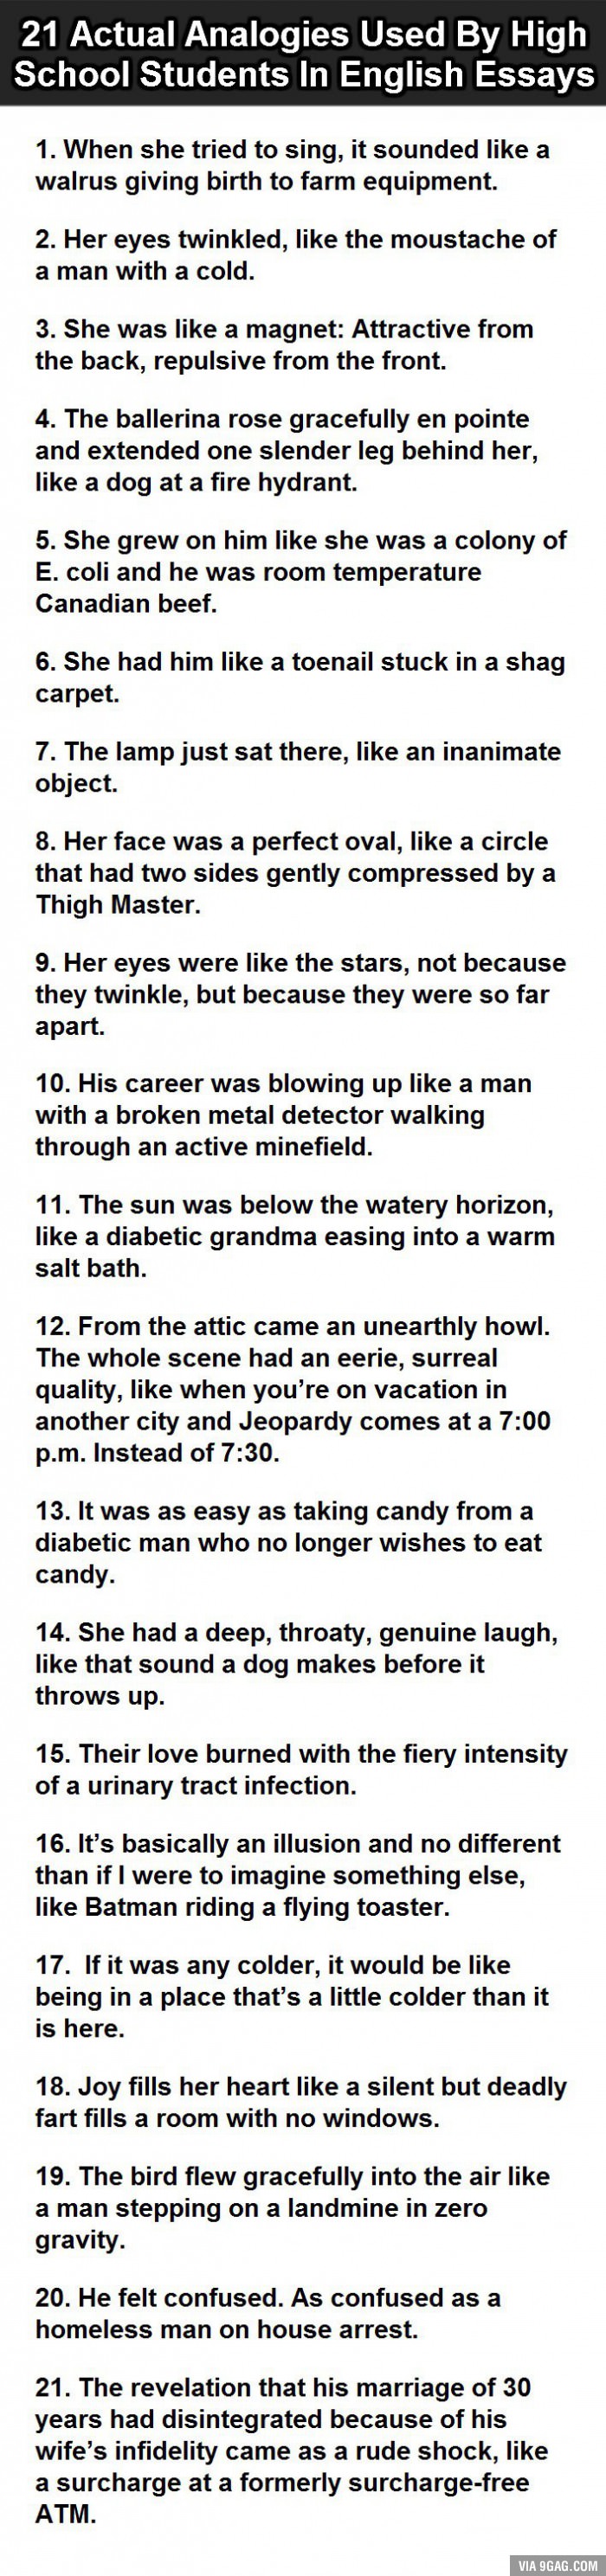 21 Actual Analogies Used By High
School Students In English Essays
1. When she tried to sing, it sounded like a
walrus giving birth to farm equipment.
2. Her eyes twinkled, like the moustache of
a man with a cold.
3. She was like a magnet: Attractive from
the back, repulsive from the front.
4. The ballerina rose gracefully en pointe
and extended one slender leg behind her,
like a dog at a fire hydrant.
5. She grew on him like she was a colony of
E. coli and he was room temperature
Canadian beef.
6. She had him like a toenail stuck in a shag
carpet.
7. The lamp just sat there, like an inanimate
object.
8. Her face was a perfect oval, like a circle
that had two sides gently compressed by a
Thigh Master.
9. Her eyes were like the stars, not because
they twinkle, but because they were so far
apart.
10. His career was blowing up like a man
with a broken metal detector walking
through an active minefield.
11. The sun was below the watery horizon,
like a diabetic grandma easing into a warm
salt bath.
12. From the attic came an unearthly howl.
The whole scene had an eerie, surreal
quality, like when you’re on vacation in
another city and Jeopardy comes at a 7:00
p.m. Instead of 7:30.
13. It was as easy as taking candy from a
diabetic man who no longer wishes to eat
candy.
14. She had a deep, throaty, genuine laugh,
like that sound a dog makes before it
throws up.
15. Their love burned with the fiery intensity
of a urinary tract infection.
16. It’s basically an illusion and no different
than if I were to imagine something else,
like Batman riding a flying toaster.
17.  If it was any colder, it would be like
being in a place that’s a little colder than it
is here.
18. Joy fills her heart like a silent but deadly
fart fills a room with no windows.
19. The bird flew gracefully into the air like
a man stepping on a landmine in zero
gravity.
20. He felt confused. As confused as a
homeless man on house arrest.
21. The revelation that his marriage of 30
years had disintegrated because of his
wife’s infidelity came as a rude shock, like
a surcharge at a formerly surcharge-free
ATM.
VIA 9GAG.COM